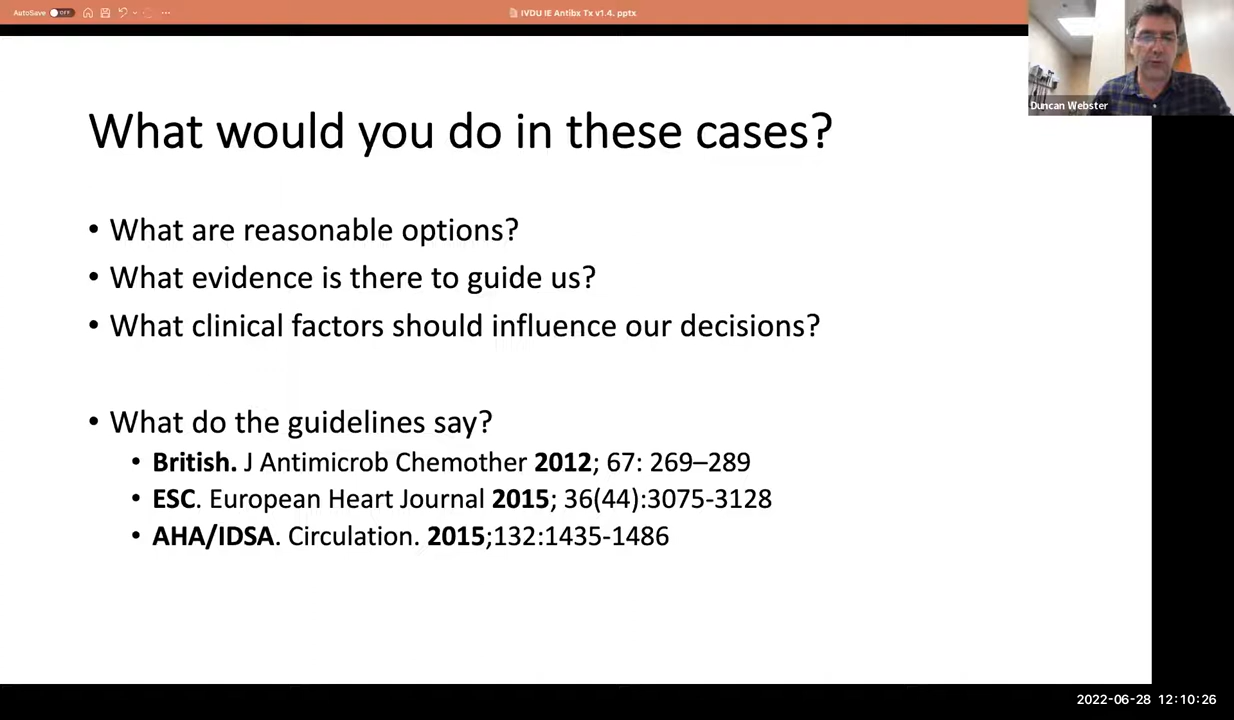 AutoSave OFF
IVDU IE Antibx Tx v1.4. pptx
Duncan Webster
What would you do in these cases?
• What are reasonable options?
• What evidence is there to guide us?
• What clinical factors should influence our decisions?
• What do the guidelines say?
• British. J Antimicrob Chemother 2012; 67: 269–289
• ESC. European Heart Journal 2015; 36(44):3075-3128
• AHA/IDSA. Circulation. 2015;132:1435-1486
2022-06-28 12:10:26